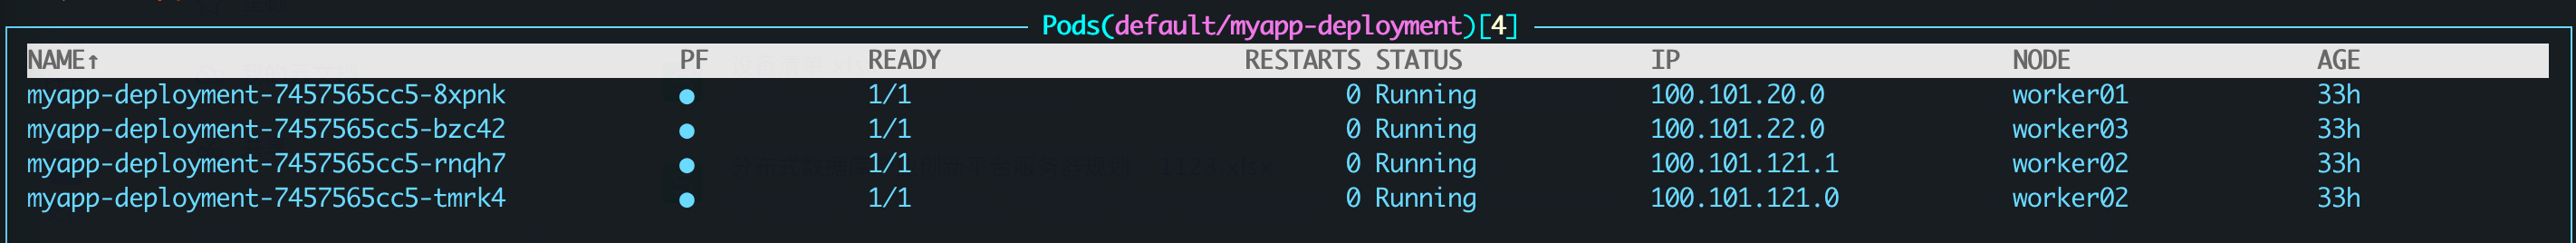 Pods(default/myapp-deployment)[4]
NAME↑ PF READY RESTARTS STATUS IP NODE AGE
myapp-deployment-7457565cc5-8xpnk ● 1/1 0 Running 100.101.20.0 worker01 33h
myapp-deployment-7457565cc5-bzc42 ● 1/1 0 Running 100.101.22.0 worker03 33h
myapp-deployment-7457565cc5-rnqh7 ● 1/1 0 Running 100.101.121.1 worker02 33h
myapp-deployment-7457565cc5-tmrk4 ● 1/1 0 Running 100.101.121.0 worker02 33h